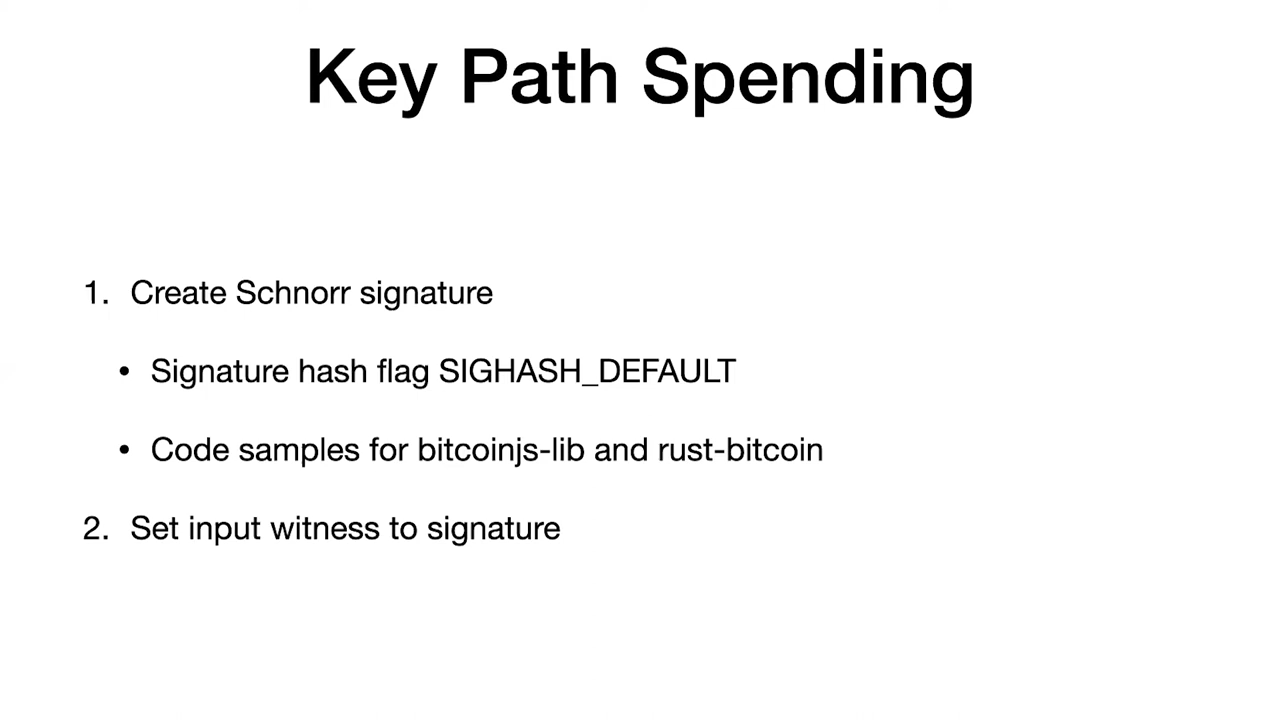 Key Path Spending
1. Create Schnorr signature
• Signature hash flag SIGHASH_DEFAULT
• Code samples for bitcoinjs-lib and rust-bitcoin
2. Set input witness to signature